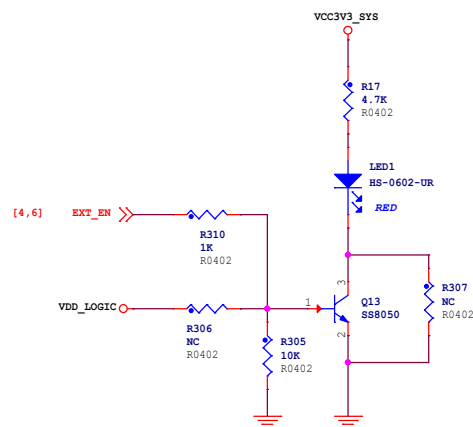 VCC3V3_SYS
R17
4.7K
R0402
LED1
HS-0602-UR
RED
[4,6] EXT_EN
R310
1K
R0402
VDD_LOGIC
R306
NC
R0402
R305
10K
R0402
1
3
2
Q13
SS8050
R307
NC
R0402